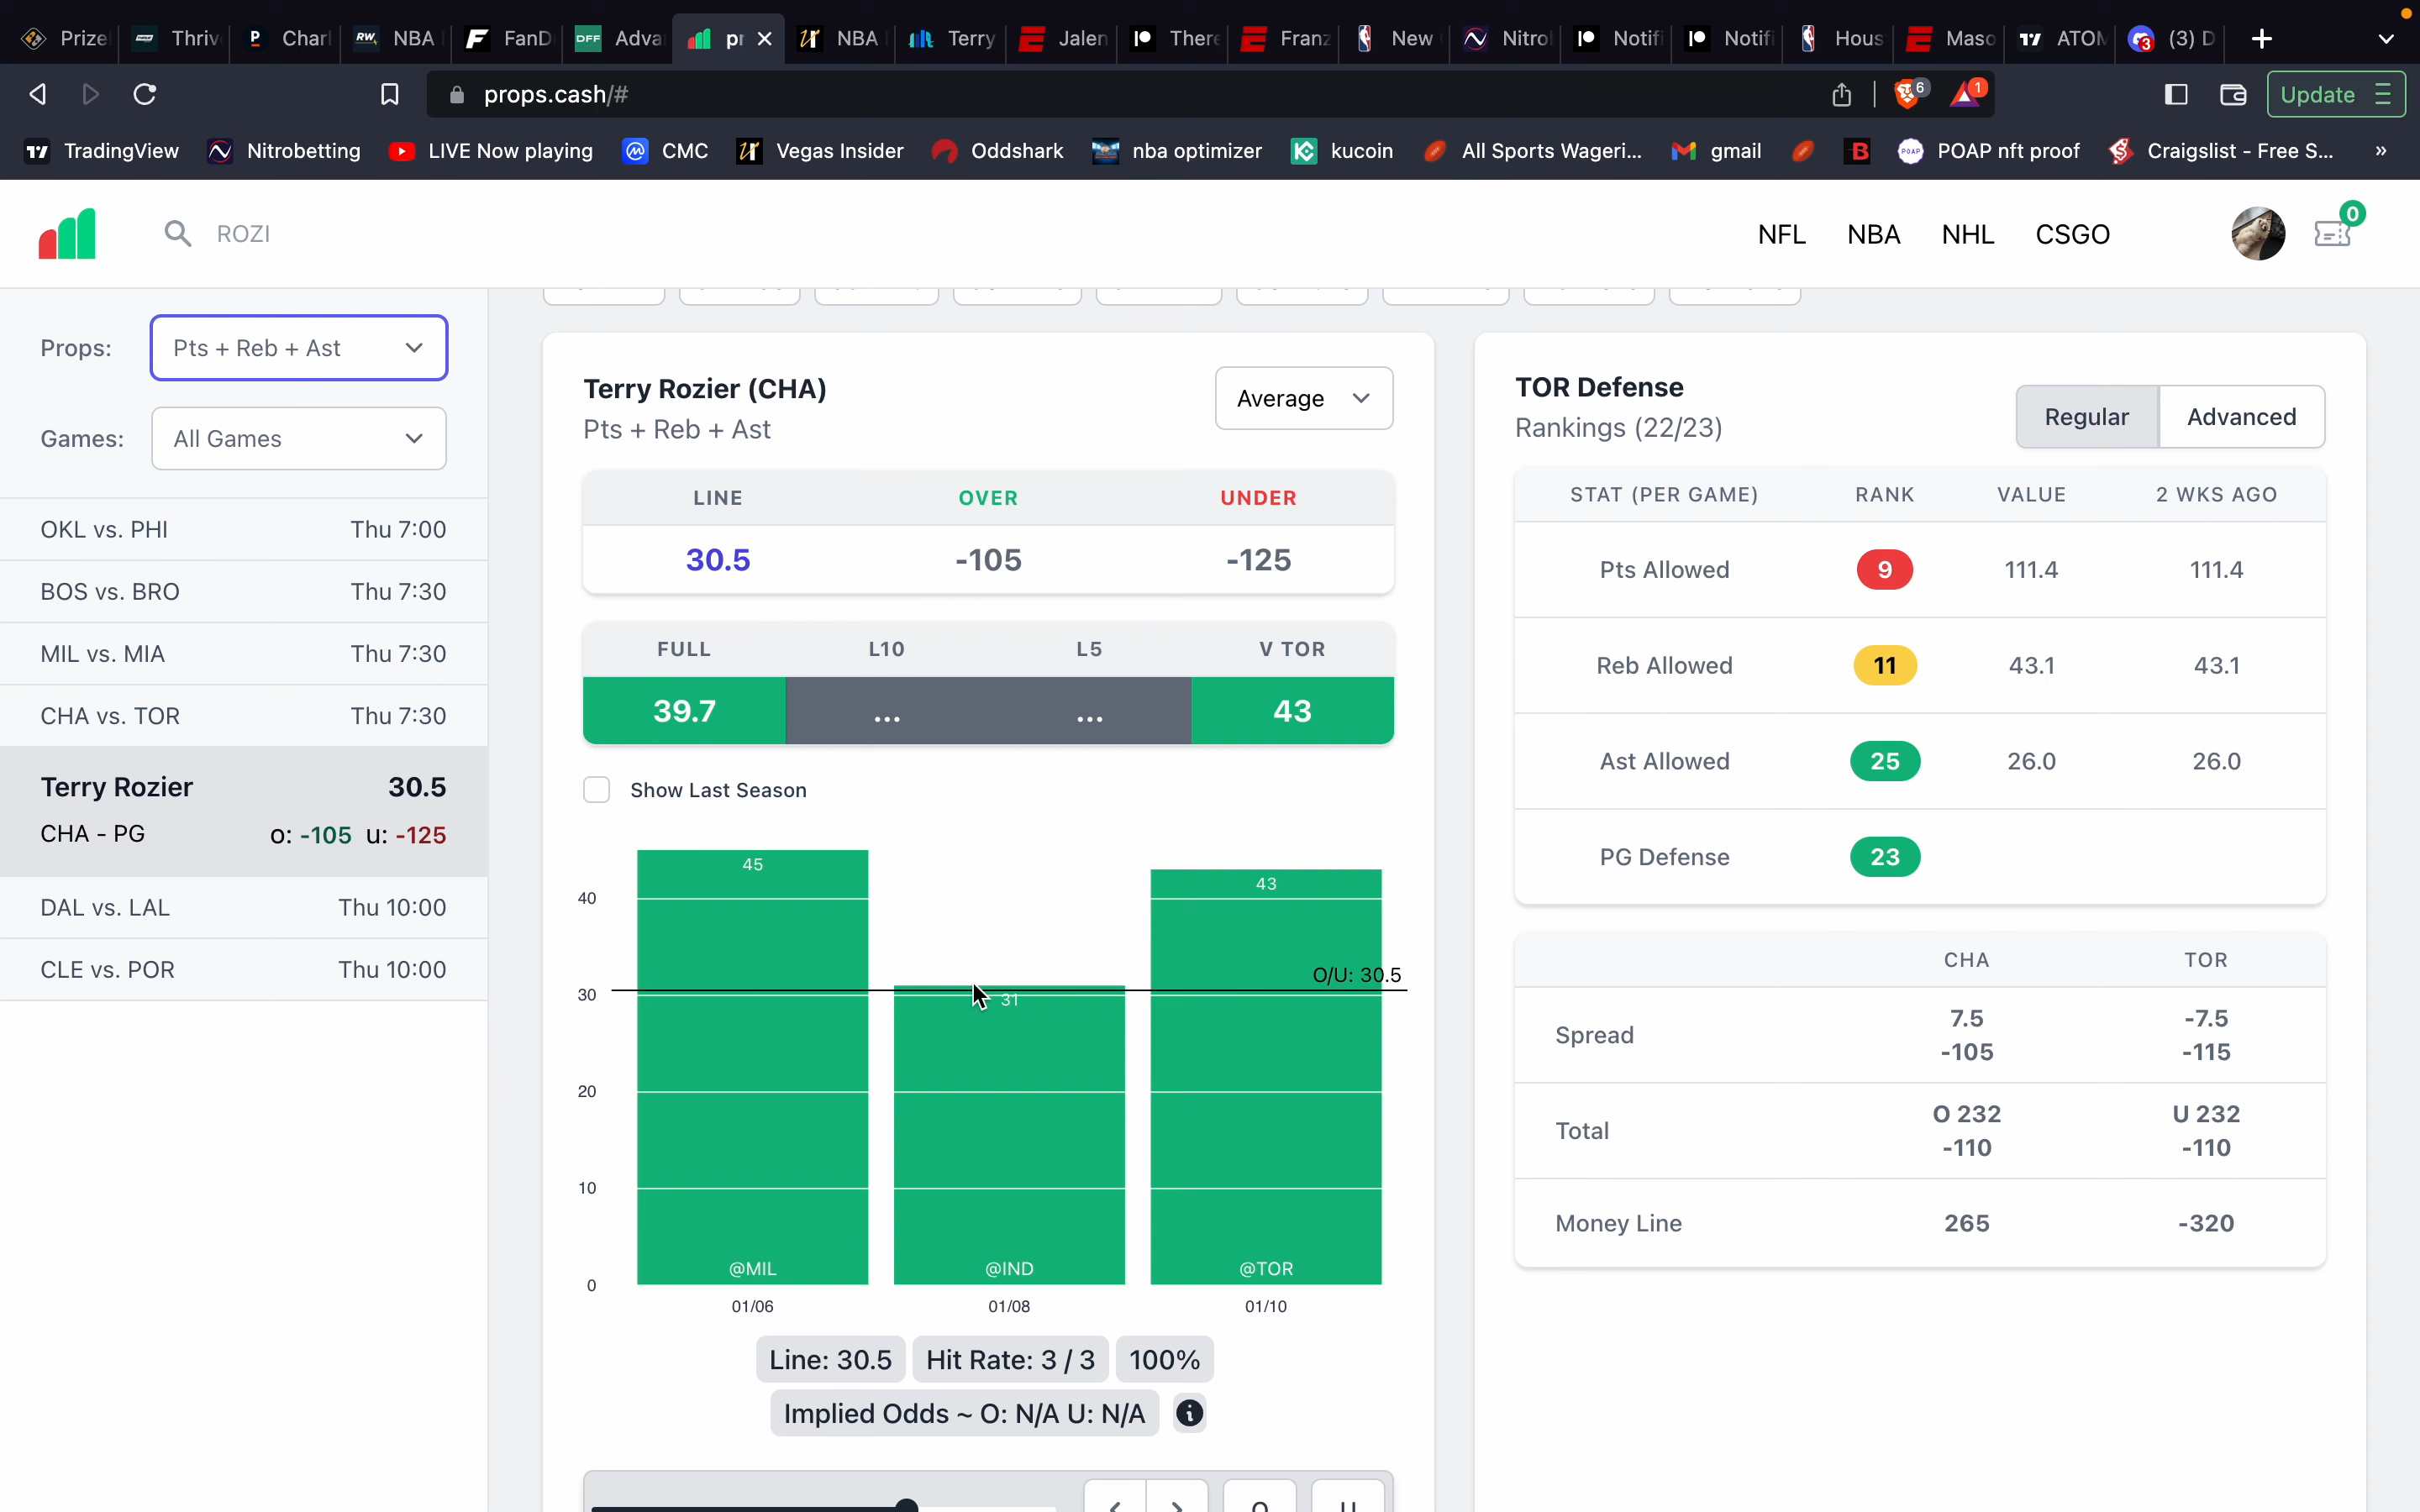 Prize Thriv Charl NBA FanD Adva pr NBA Terry Jalen There Franz New Nitrol Notifi Notifi Hous Maso ATOM (3) D
props.cash/# 6 1 Update
TradingView Nitrobetting LIVE Now playing CMC Vegas Insider Oddshark nba optimizer kucoin All Sports Wageri... gmail POAP nft proof Craigslist - Free S... »
ROZI NFL NBA NHL CSGO 0
Props: Pts + Reb + Ast
Games: All Games
OKL vs. PHI Thu 7:00
BOS vs. BRO Thu 7:30
MIL vs. MIA Thu 7:30
CHA vs. TOR Thu 7:30
Terry Rozier 30.5
CHA - PG o: -105 u: -125
DAL vs. LAL Thu 10:00
CLE vs. POR Thu 10:00
Terry Rozier (CHA) Average
Pts + Reb + Ast
LINE OVER UNDER
30.5 -105 -125
FULL L10 L5 V TOR
39.7 ... ... 43
Show Last Season
45
43
40
O/U: 30.5
30
31
20
10
@MIL @IND @TOR
0
01/06 01/08 01/10
Line: 30.5 Hit Rate: 3 / 3 100%
Implied Odds ~ O: N/A U: N/A
O U
TOR Defense Regular Advanced
Rankings (22/23)
STAT (PER GAME) RANK VALUE 2 WKS AGO
Pts Allowed 9 111.4 111.4
Reb Allowed 11 43.1 43.1
Ast Allowed 25 26.0 26.0
PG Defense 23
CHA TOR
Spread 7.5 -7.5
-105 -115
Total O 232 U 232
-110 -110
Money Line 265 -320